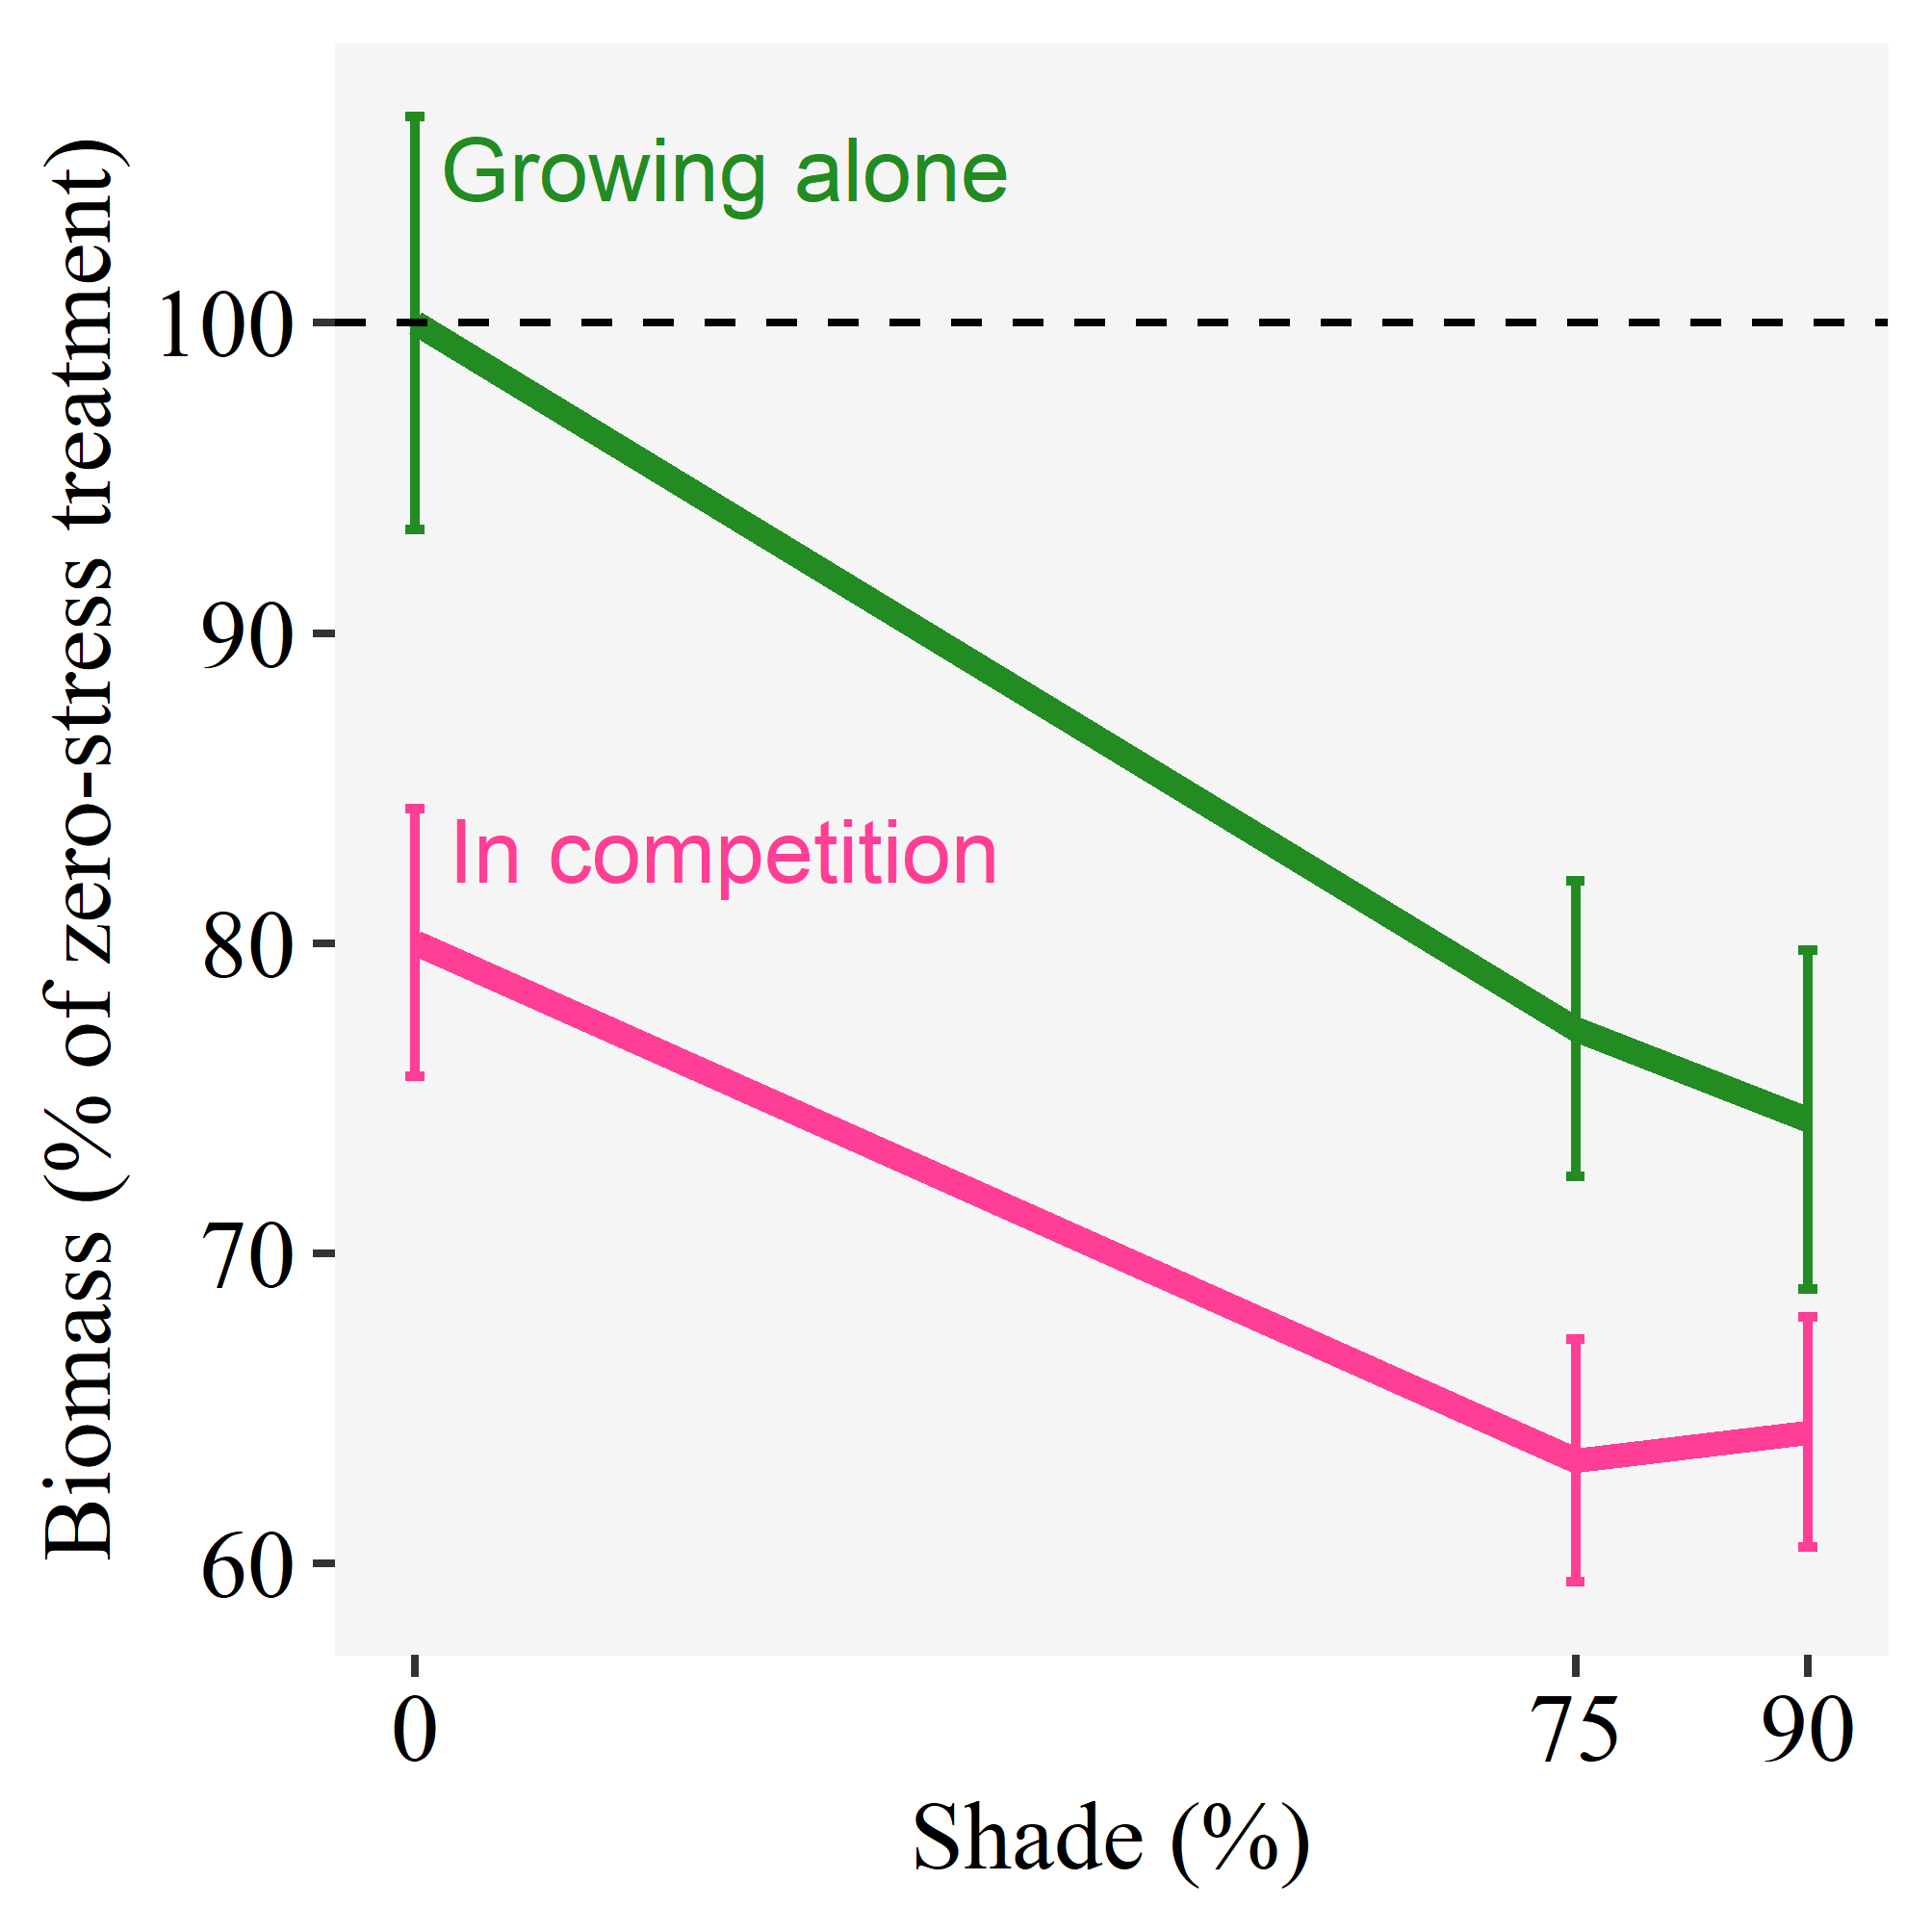 Biomass (% of zero-stress treatment)
Growing alone
100
90
In competition
80
70
60
0 75 90
Shade (%)